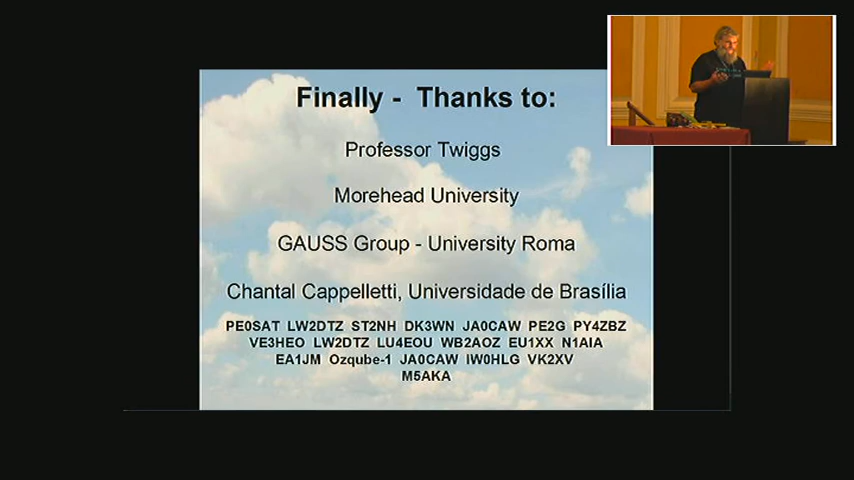 Finally - Thanks to:
Professor Twiggs
Morehead University
GAUSS Group - University Roma
Chantal Cappelletti, Universidade de Brasília
PE0SAT LW2DTZ ST2NH DK3WN JA0CAW PE2G PY4ZBZ
VE3HEO LW2DTZ LU4EOU WB2AOZ EU1XX N1AIA
EA1JM Ozqube-1 JA0CAW IW0HLG VK2XV
M5AKA